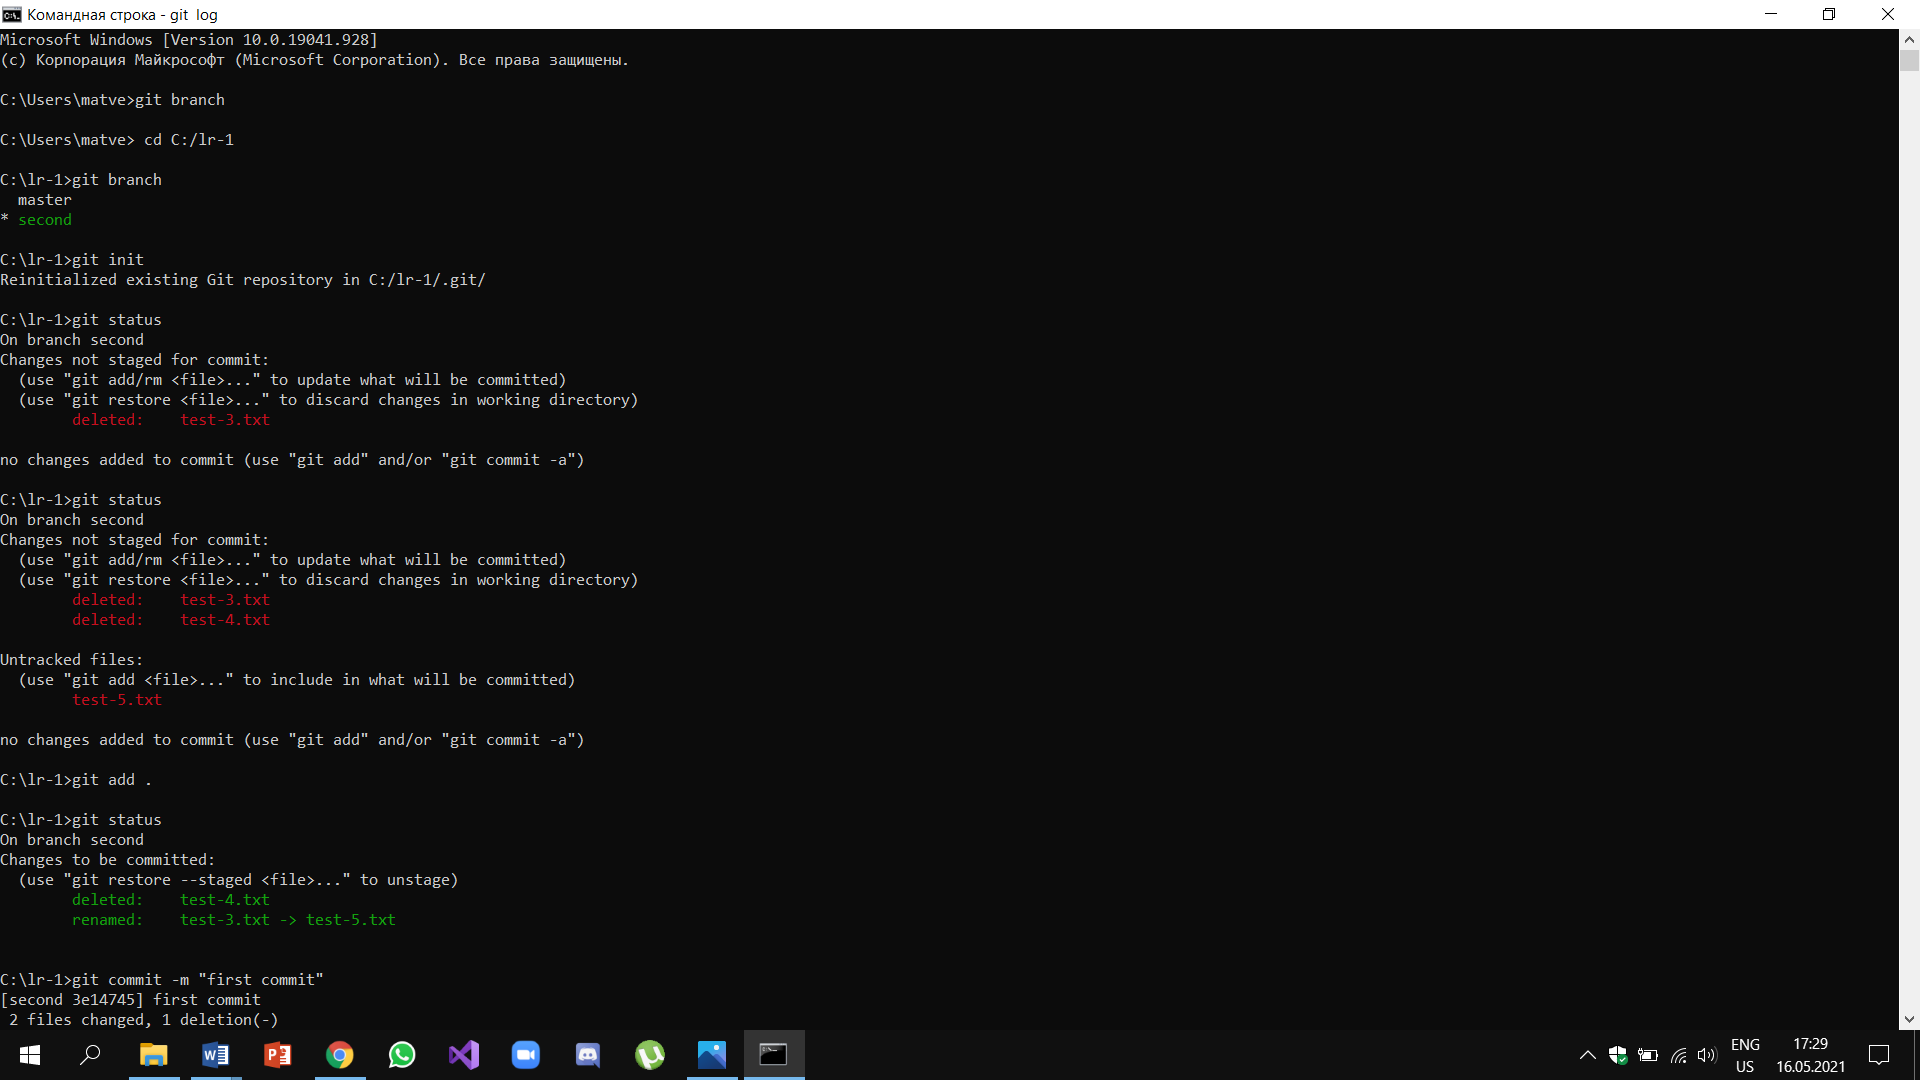 Командная строка - git  log
Microsoft Windows [Version 10.0.19041.928]
(c) Корпорация Майкрософт (Microsoft Corporation). Все права защищены.
C:\Users\matve>git branch
C:\Users\matve> cd C:/lr-1
C:\lr-1>git branch
  master
* second
C:\lr-1>git init
Reinitialized existing Git repository in C:/lr-1/.git/
C:\lr-1>git status
On branch second
Changes not staged for commit:
  (use "git add/rm <file>..." to update what will be committed)
  (use "git restore <file>..." to discard changes in working directory)
        deleted:    test-3.txt
no changes added to commit (use "git add" and/or "git commit -a")
C:\lr-1>git status
On branch second
Changes not staged for commit:
  (use "git add/rm <file>..." to update what will be committed)
  (use "git restore <file>..." to discard changes in working directory)
        deleted:    test-3.txt
        deleted:    test-4.txt
Untracked files:
  (use "git add <file>..." to include in what will be committed)
        test-5.txt
no changes added to commit (use "git add" and/or "git commit -a")
C:\lr-1>git add .
C:\lr-1>git status
On branch second
Changes to be committed:
  (use "git restore --staged <file>..." to unstage)
        deleted:    test-4.txt
        renamed:    test-3.txt -> test-5.txt
C:\lr-1>git commit -m "first commit"
[second 3e14745] first commit
 2 files changed, 1 deletion(-)
ENG
US
17:29
16.05.2021